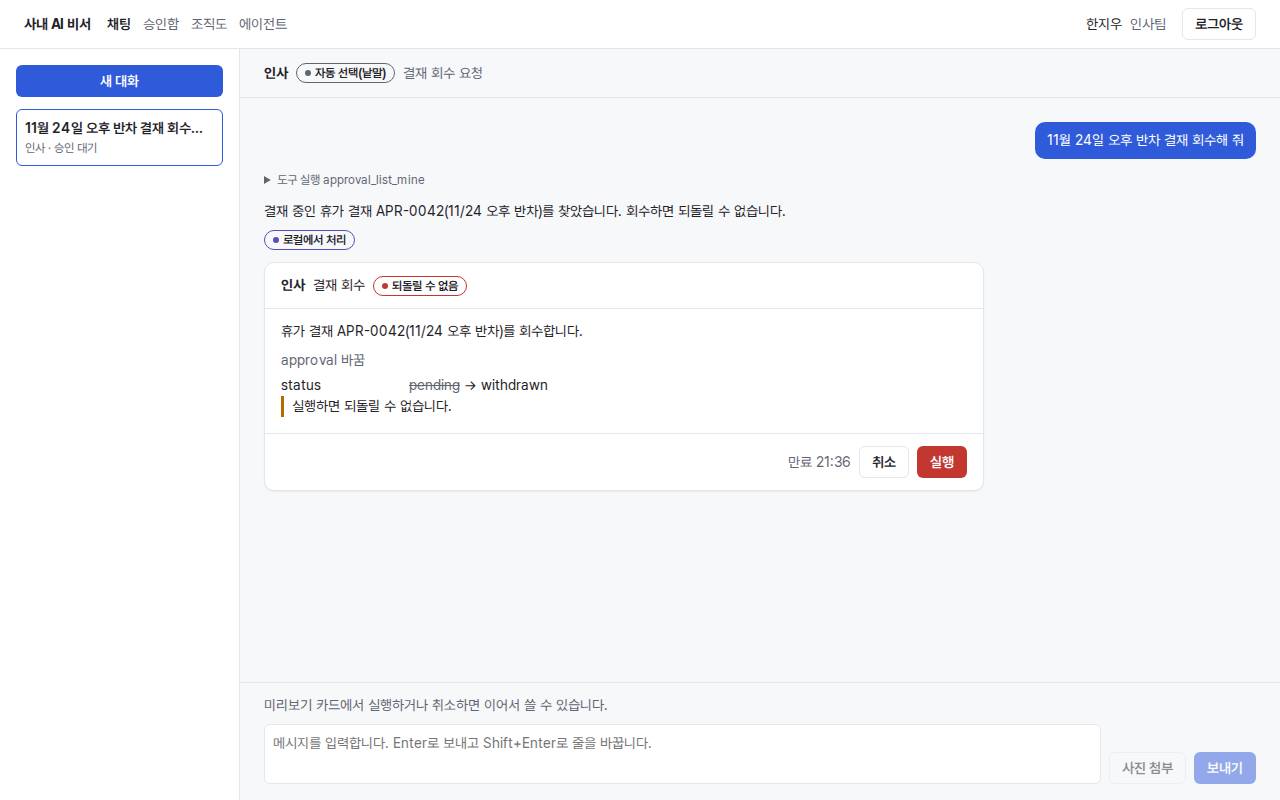 사내 AI 비서 채팅 승인함 조직도 에이전트 한지우 인사팀 로그아웃
새 대화
11월 24일 오후 반차 결재 회수...
인사 · 승인 대기
인사 자동 선택(낱말) 결재 회수 요청
11월 24일 오후 반차 결재 회수해 줘
도구 실행 approval_list_mine
결재 중인 휴가 결재 APR-0042(11/24 오후 반차)를 찾았습니다. 회수하면 되돌릴 수 없습니다.
로컬에서 처리
인사 결재 회수 되돌릴 수 없음
휴가 결재 APR-0042(11/24 오후 반차)를 회수합니다.
approval 바꿈
status pending → withdrawn
실행하면 되돌릴 수 없습니다.
만료 21:36 취소 실행
미리보기 카드에서 실행하거나 취소하면 이어서 쓸 수 있습니다.
메시지를 입력합니다. Enter로 보내고 Shift+Enter로 줄을 바꿉니다.
사진 첨부 보내기